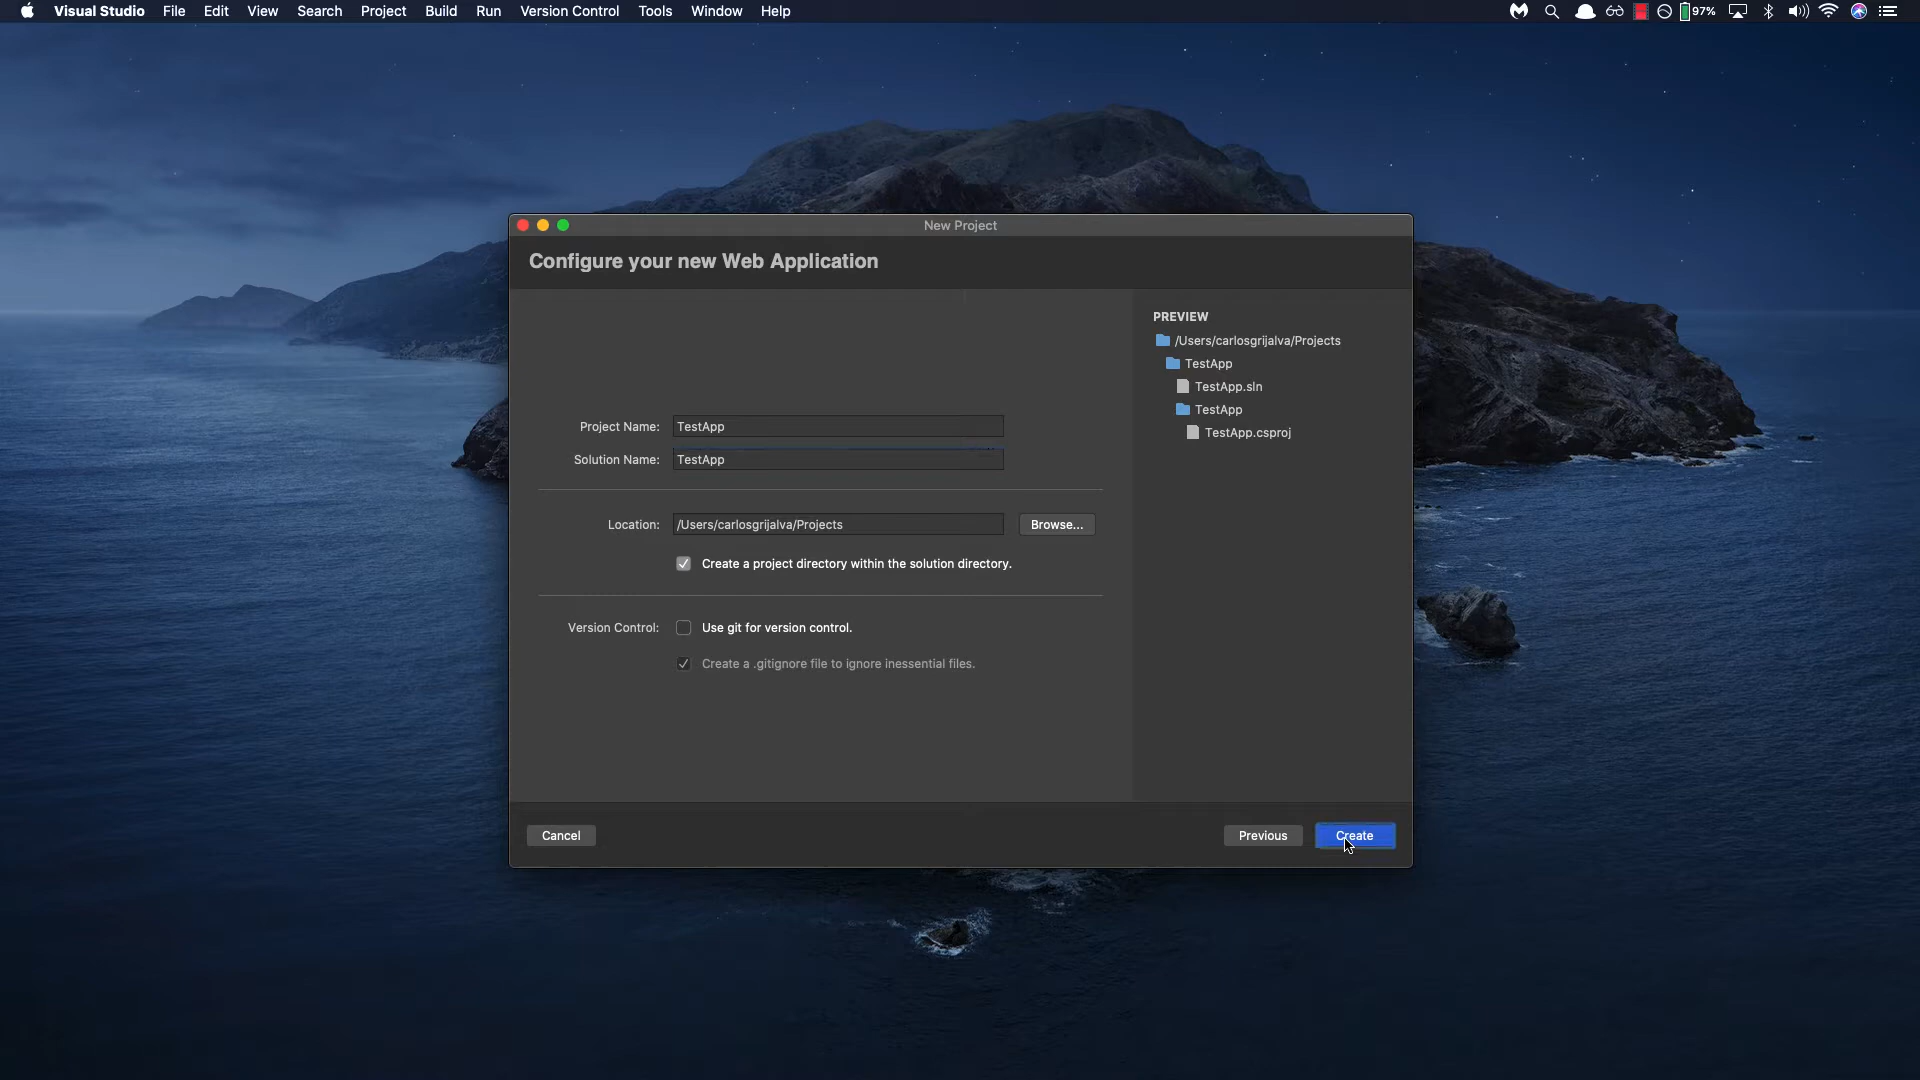 Visual Studio File Edit View Search Project Build Run Version Control Tools Window Help 97%
New Project
Configure your new Web Application
PREVIEW
/Users/carlosgrijalva/Projects
TestApp
TestApp.sln
TestApp
TestApp.csproj
Project Name: TestApp
Solution Name: TestApp
Location: /Users/carlosgrijalva/Projects Browse...
Create a project directory within the solution directory.
Version Control: Use git for version control.
Create a .gitignore file to ignore inessential files.
Cancel Previous Create